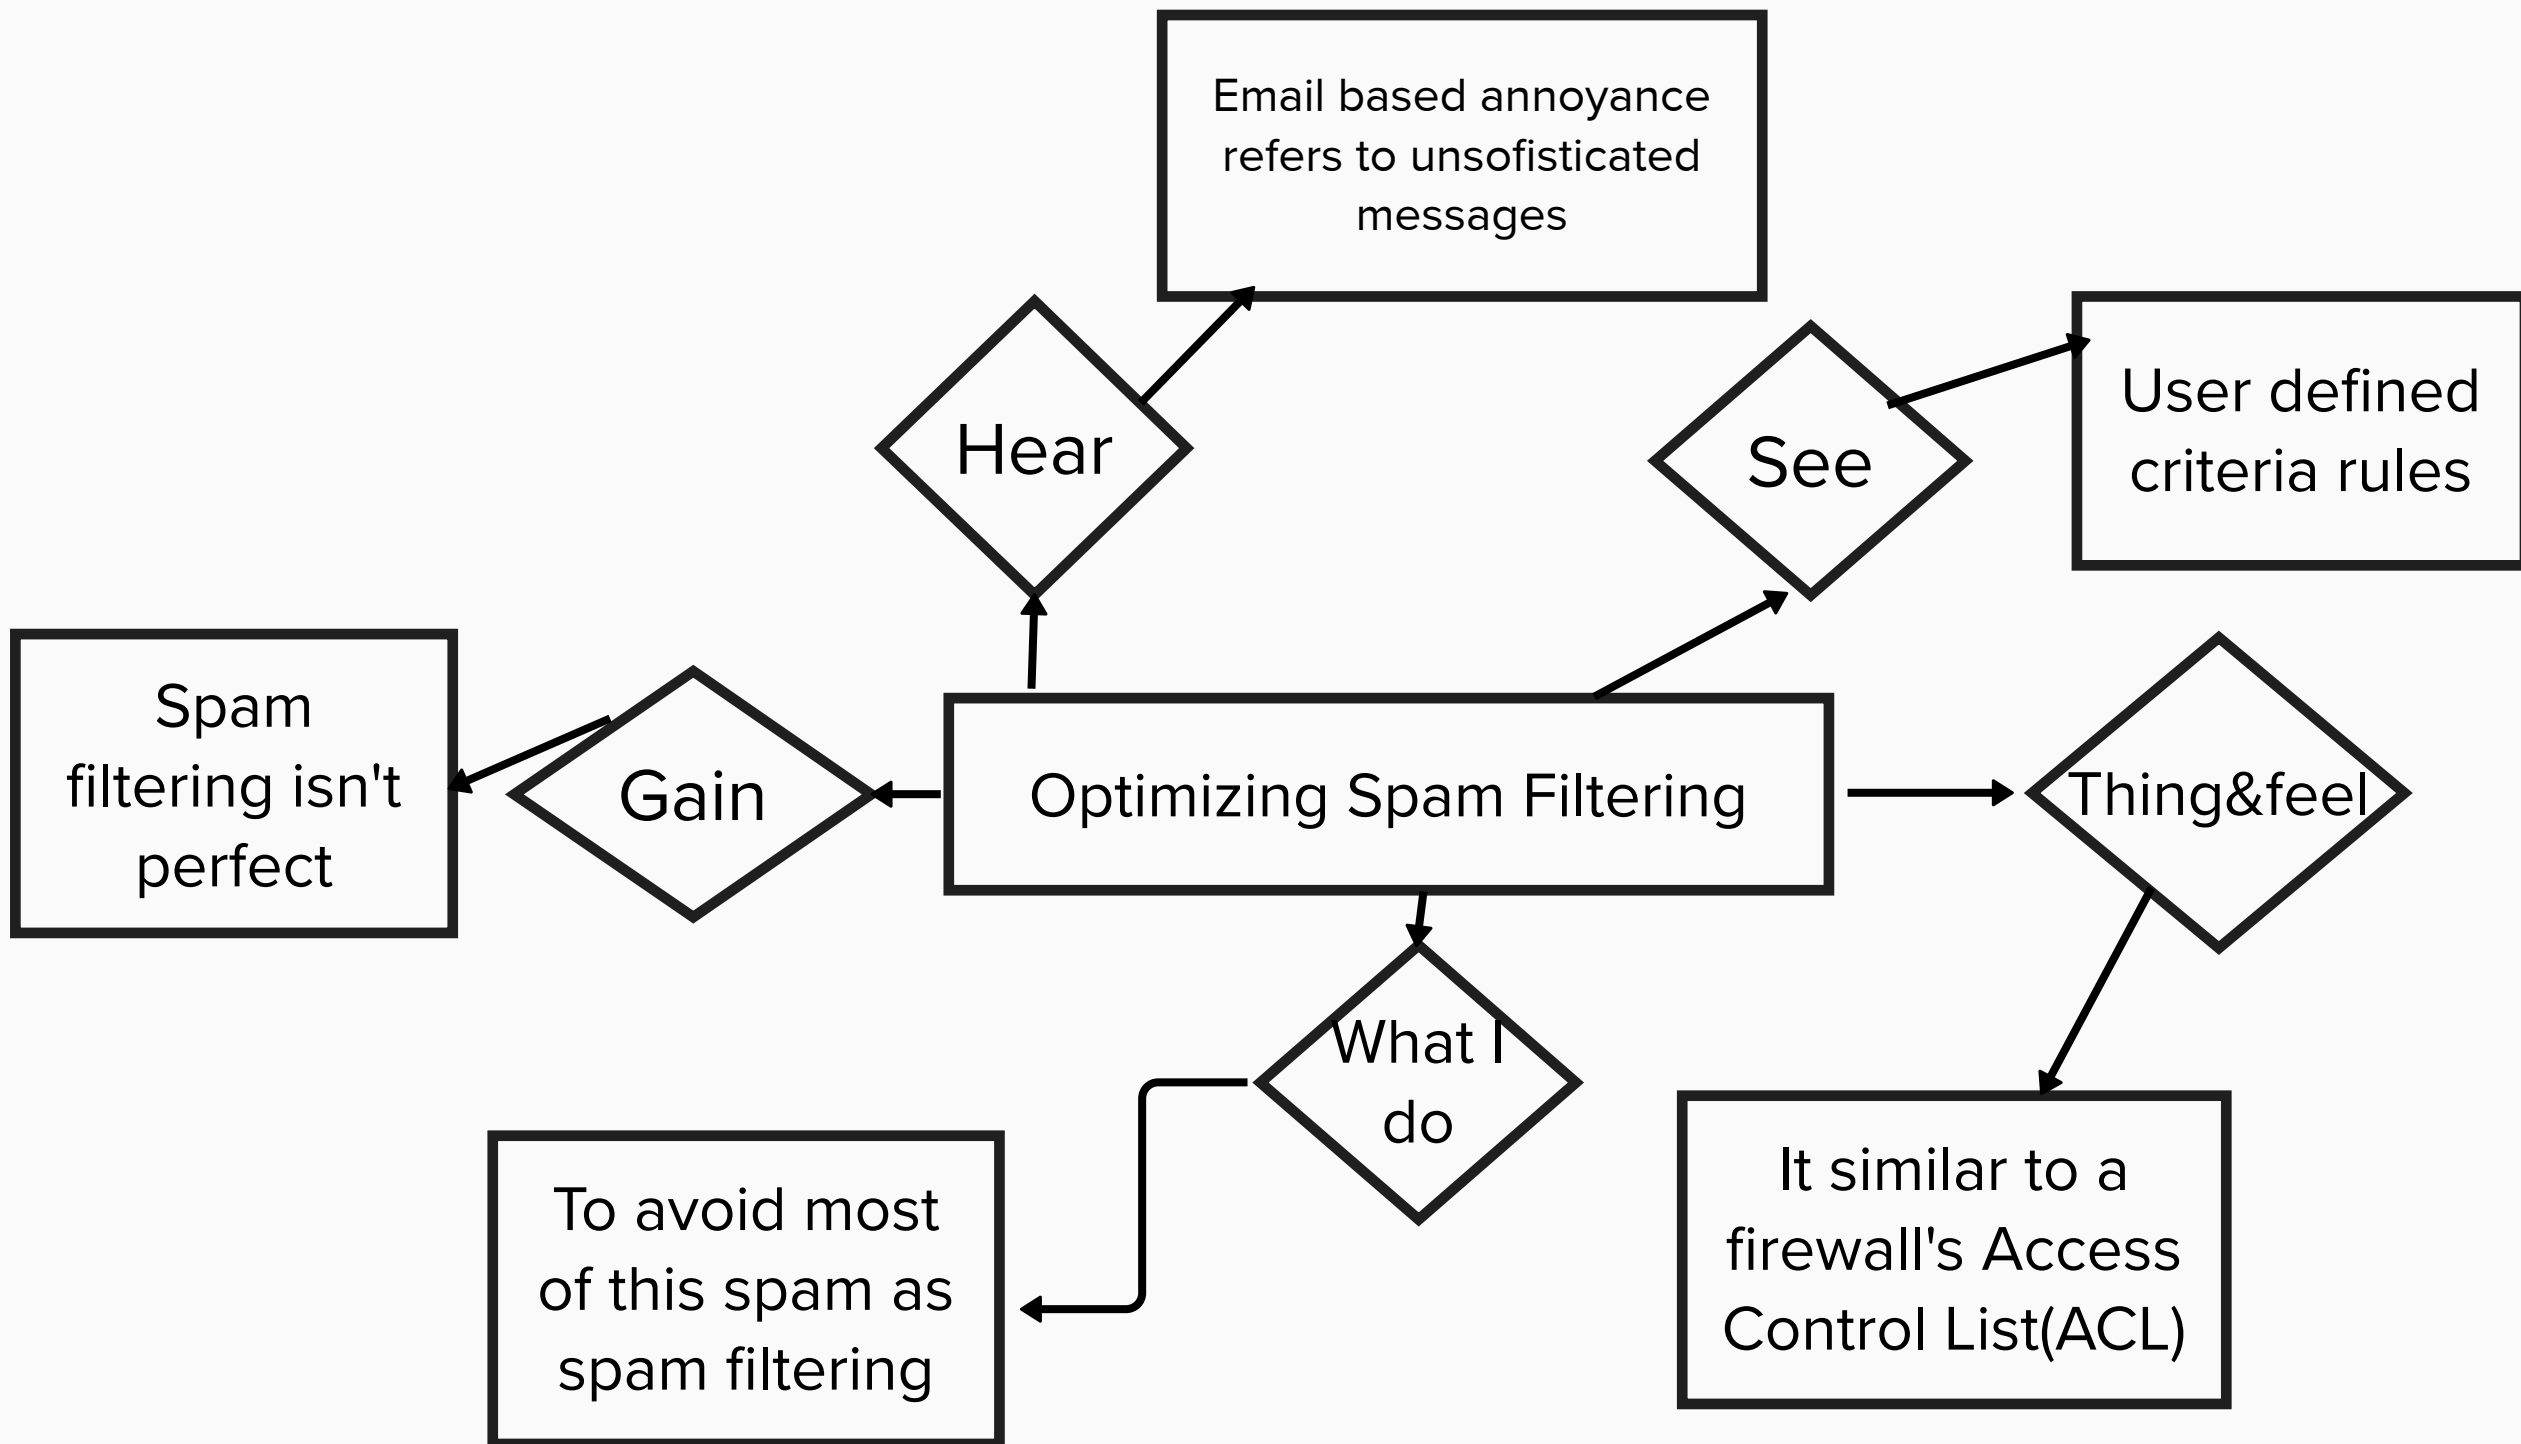 Email based annoyance
refers to unsofisticated
messages
Hear
See
User defined
criteria rules
Spam
filtering isn't
perfect
Gain
Optimizing Spam Filtering
Thing&feel
What I
do
To avoid most
of this spam as
spam filtering
It similar to a
firewall's Access
Control List(ACL)